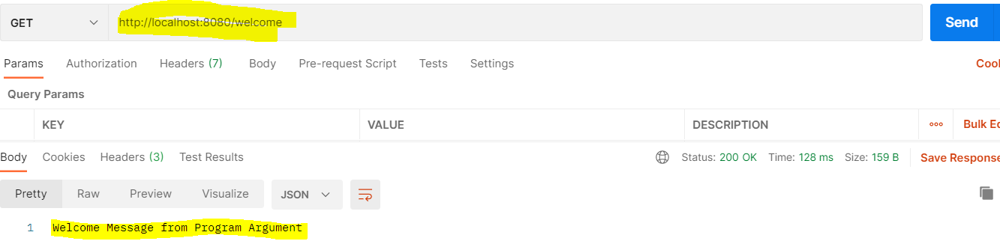 GET http://localhost:8080/welcome Send
Params Authorization Headers (7) Body Pre-request Script Tests Settings Cool
Query Params
KEY VALUE DESCRIPTION ooo Bulk Ed
Body Cookies Headers (3) Test Results Status: 200 OK Time: 128 ms Size: 159 B Save Response
Pretty Raw Preview Visualize JSON
1 Welcome Message from Program Argument